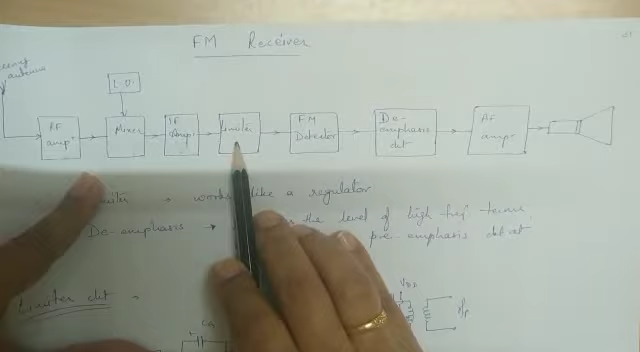 FM Receiver
antenna
L.O.
RF amp
Mixer
IF Amp.
Limiter
FM Detector
De-emphasis ckt
AF amp.
works like a regulator
De-emphasis → the level of high freq terms
pre-emphasis ckt at
Limiter ckt
VDD
O/p